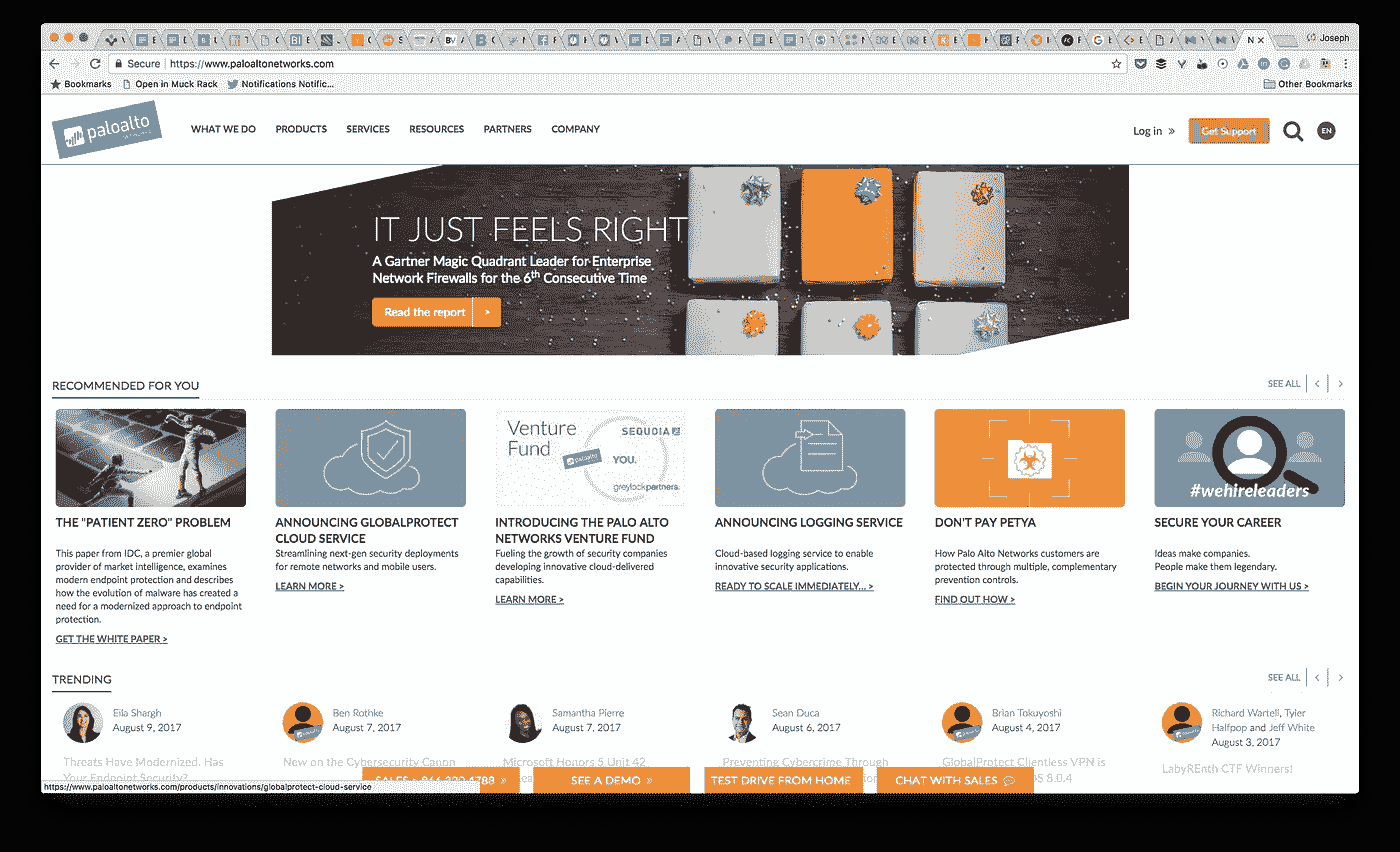 Joseph
Secure | https://www.paloaltonetworks.com
Bookmarks Open in Muck Rack Notifications Notific... Other Bookmarks
paloalto
WHAT WE DO PRODUCTS SERVICES RESOURCES PARTNERS COMPANY
Log in » Get Support EN
IT JUST FEELS RIGHT
A Gartner Magic Quadrant Leader for Enterprise
Network Firewalls for the 6th Consecutive Time
Read the report >
RECOMMENDED FOR YOU
SEE ALL < >
Venture
Fund
SEQUOIA
paloalto
YOU.
greylockpartners.
#wehireleaders
THE "PATIENT ZERO" PROBLEM
This paper from IDC, a premier global
provider of market intelligence, examines
modern endpoint protection and describes
how the evolution of malware has created a
need for a modernized approach to endpoint
protection.
GET THE WHITE PAPER >
ANNOUNCING GLOBALPROTECT
CLOUD SERVICE
Streamlining next-gen security deployments
for remote networks and mobile users.
LEARN MORE >
INTRODUCING THE PALO ALTO
NETWORKS VENTURE FUND
Fueling the growth of security companies
developing innovative cloud-delivered
capabilities.
LEARN MORE >
ANNOUNCING LOGGING SERVICE
Cloud-based logging service to enable
innovative security applications.
READY TO SCALE IMMEDIATELY... >
DON'T PAY PETYA
How Palo Alto Networks customers are
protected through multiple, complementary
prevention controls.
FIND OUT HOW >
SECURE YOUR CAREER
Ideas make companies.
People make them legendary.
BEGIN YOUR JOURNEY WITH US >
TRENDING
SEE ALL < >
Eila Shargh
August 9, 2017
Threats Have Modernized. Has
Your Endpoint Security?
Ben Rothke
August 7, 2017
New on the Cybersecurity Canon
Samantha Pierre
August 7, 2017
Microsoft Honors 5 Unit 42
Sean Duca
August 6, 2017
Preventing Cybercrime Through
Brian Tokuyoshi
August 4, 2017
GlobalProtect Clientless VPN is
OS 8.0.4
Richard Wartell, Tyler
Halfpop and Jeff White
August 3, 2017
LabyREnth CTF Winners!
SEE A DEMO »
TEST DRIVE FROM HOME
CHAT WITH SALES
https://www.paloaltonetworks.com/products/innovations/globalprotect-cloud-service